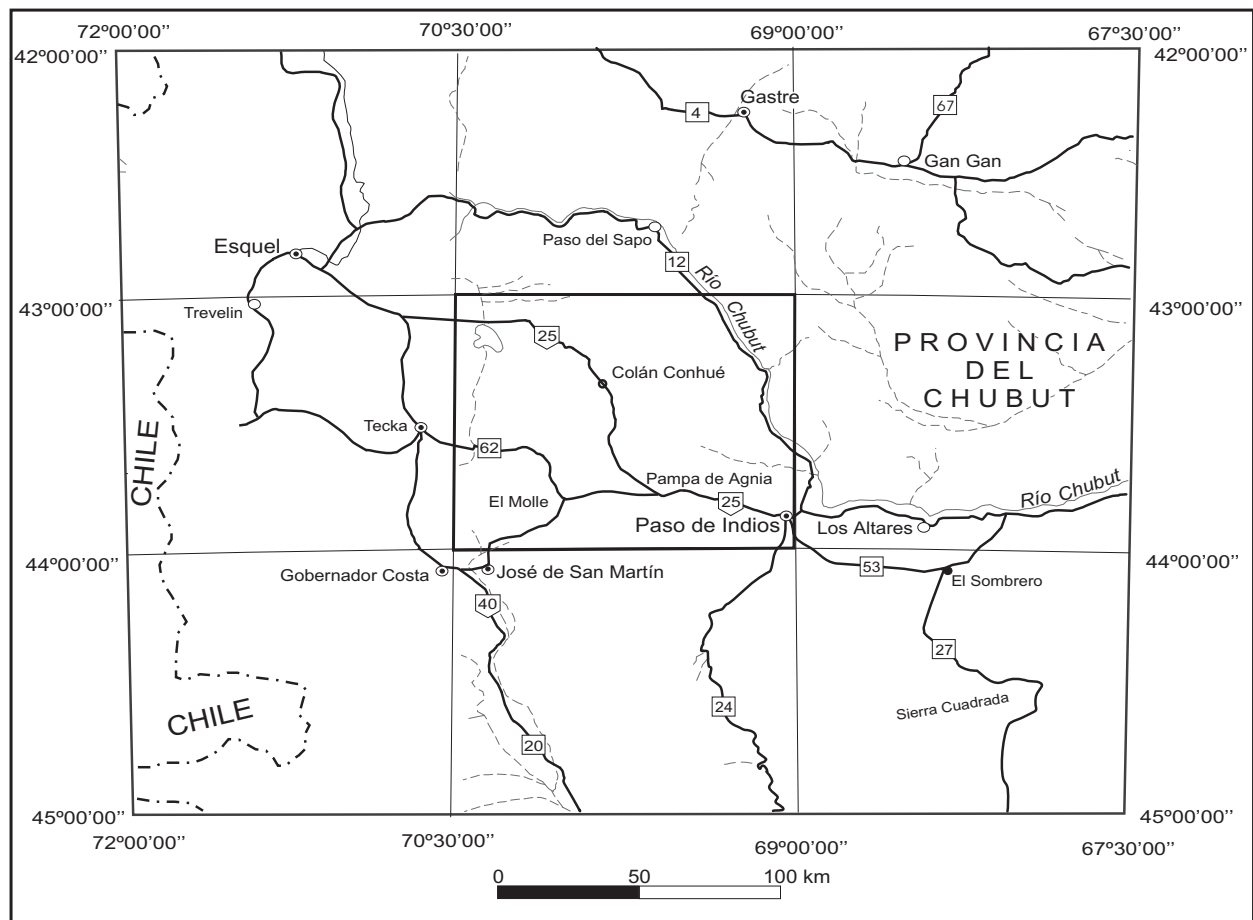 72º00’00’’
70º30’00’’
69º00’00’’
67º30’00’’
42º00’00’’
42º00’00’’
Gastre
4
67
Gan Gan
Esquel
Paso del Sapo
12
Río
Chubut
43º00’00’’
43º00’00’’
Trevelin
25
PROVINCIA
DEL
CHUBUT
Colán Conhué
CHILE
Tecka
62
Pampa de Agnia
El Molle
25
Río Chubut
Paso de Indios
Los Altares
44º00’00’’
44º00’00’’
Gobernador Costa
José de San Martín
53
El Sombrero
40
27
CHILE
24
Sierra Cuadrada
20
45º00’00’’
45º00’00’’
72º00’00’’
70º30’00’’
69º00’00’’
67º30’00’’
0
50
100 km